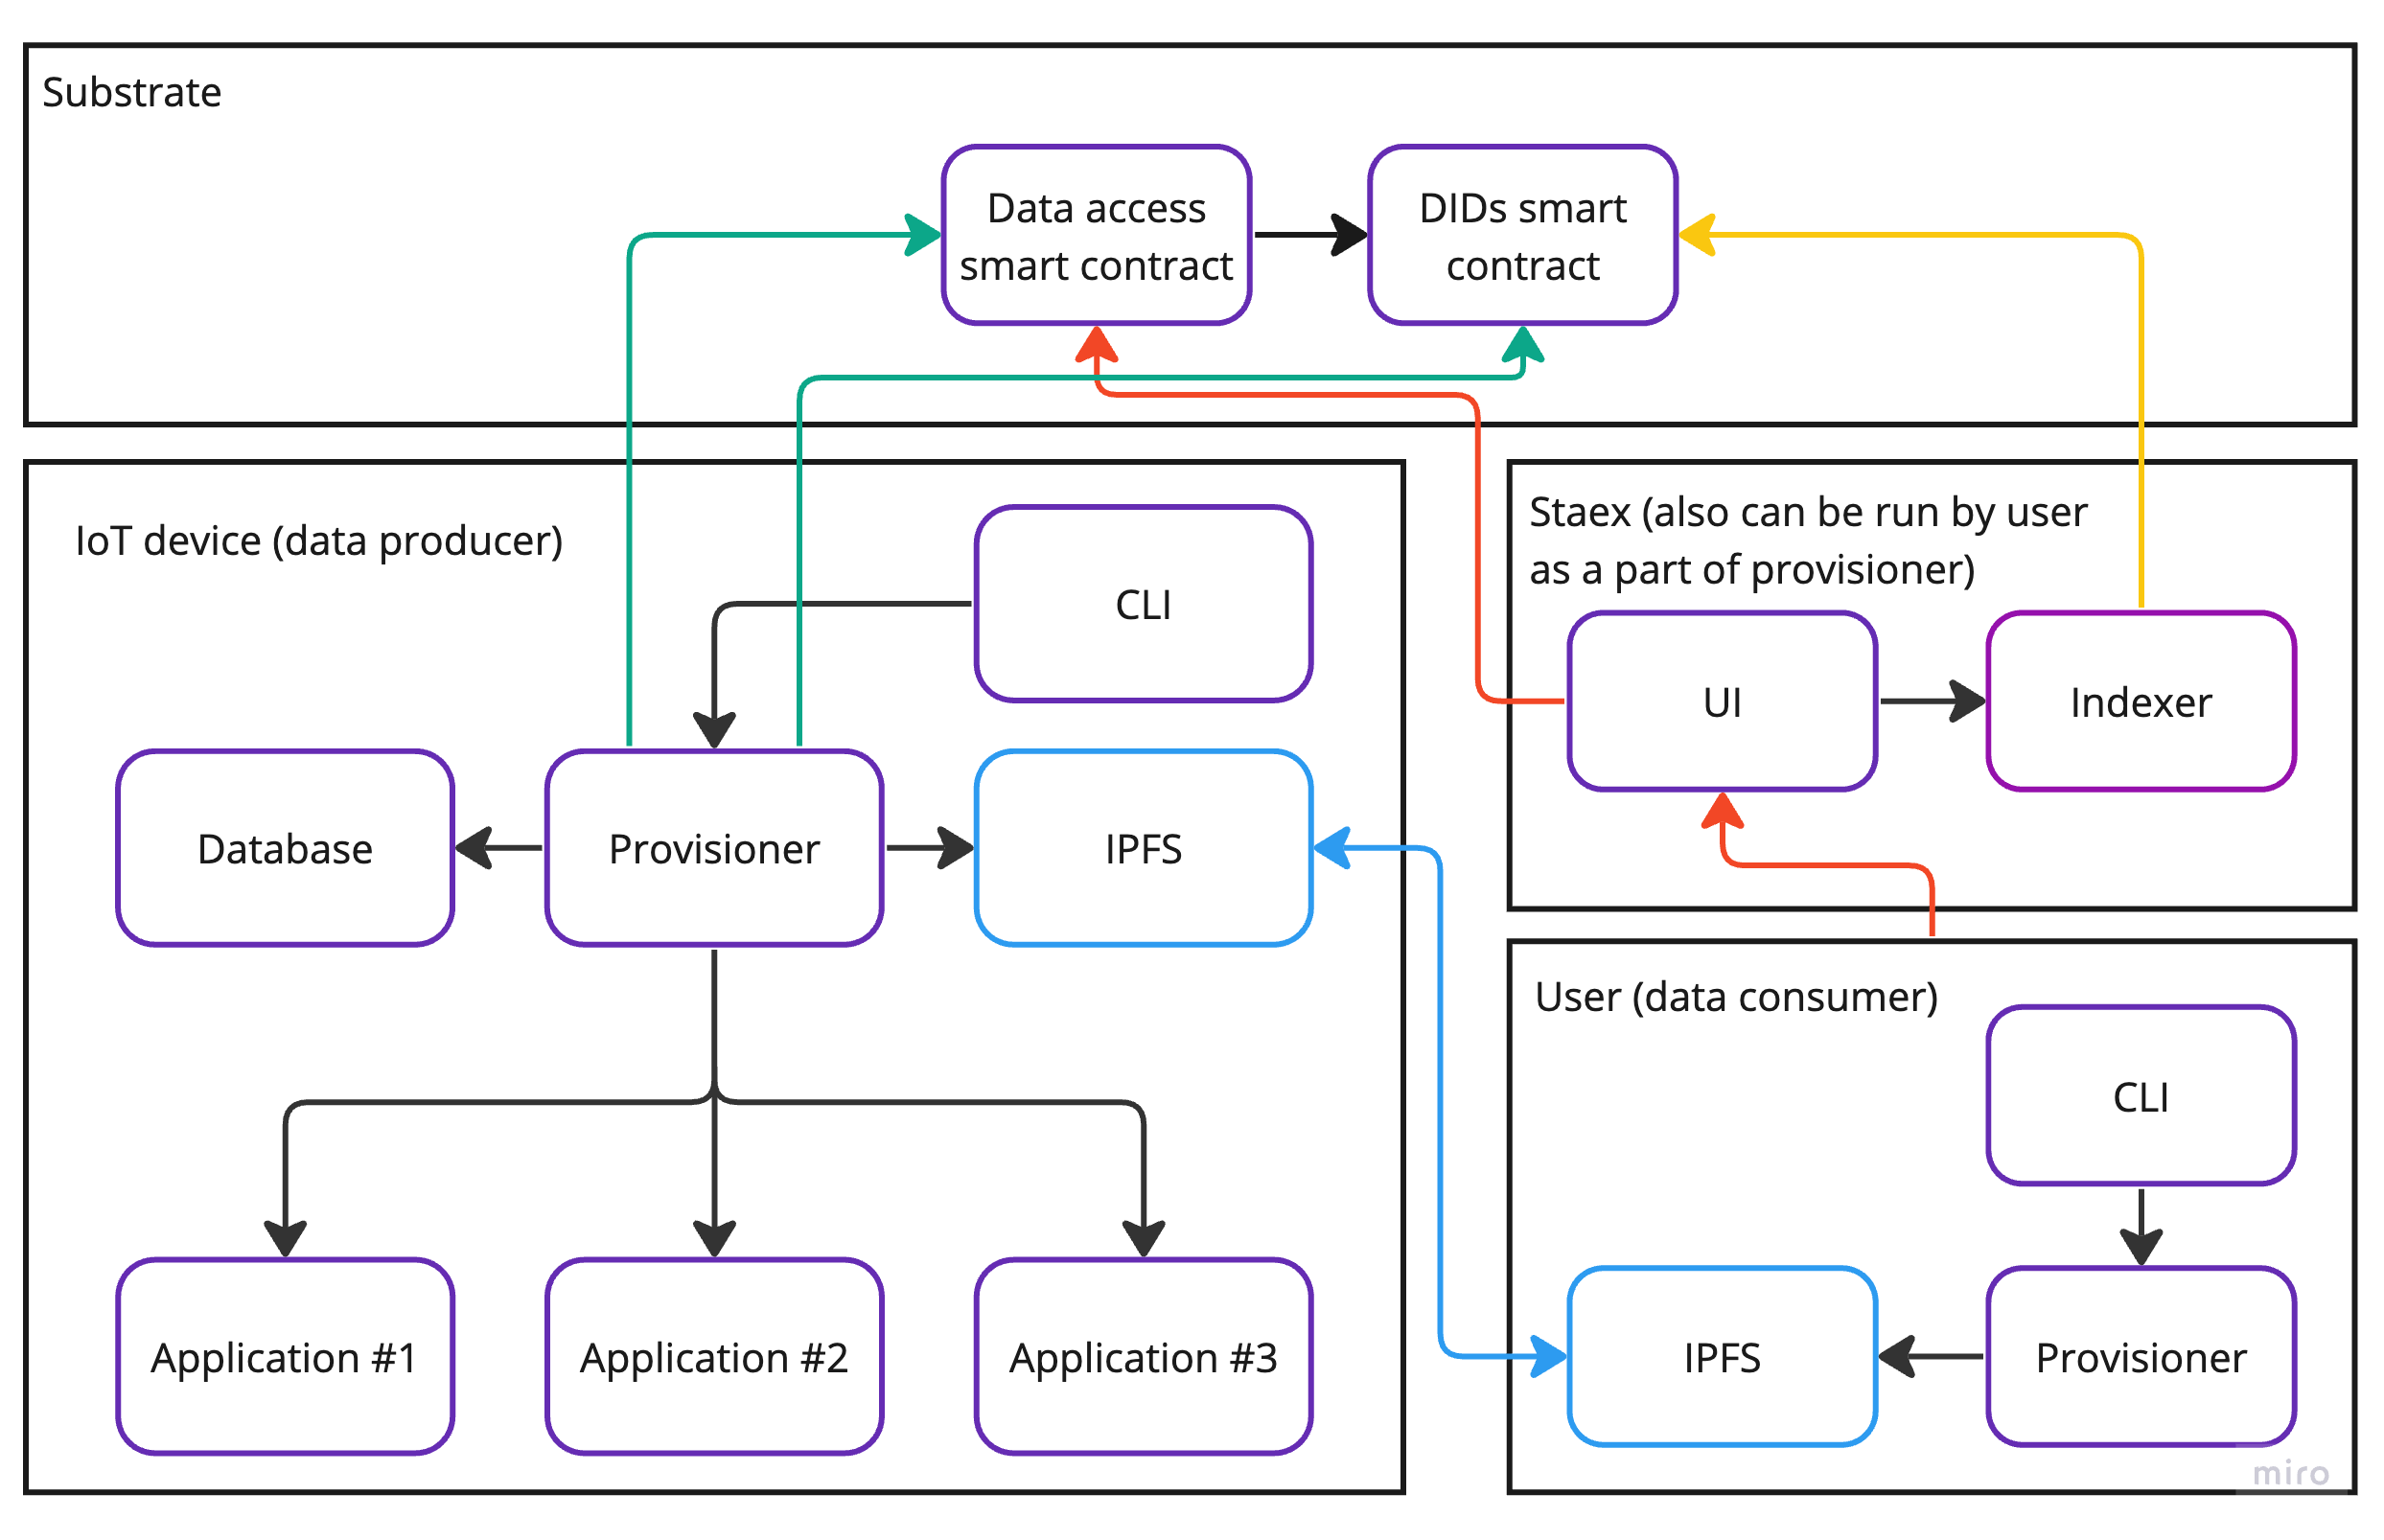 Substrate
Data access
smart contract
DIDs smart
contract
IoT device (data producer)
CLI
Database
Provisioner
IPFS
Application #1
Application #2
Application #3
Staex (also can be run by user
as a part of provisioner)
UI
Indexer
User (data consumer)
CLI
IPFS
Provisioner
miro